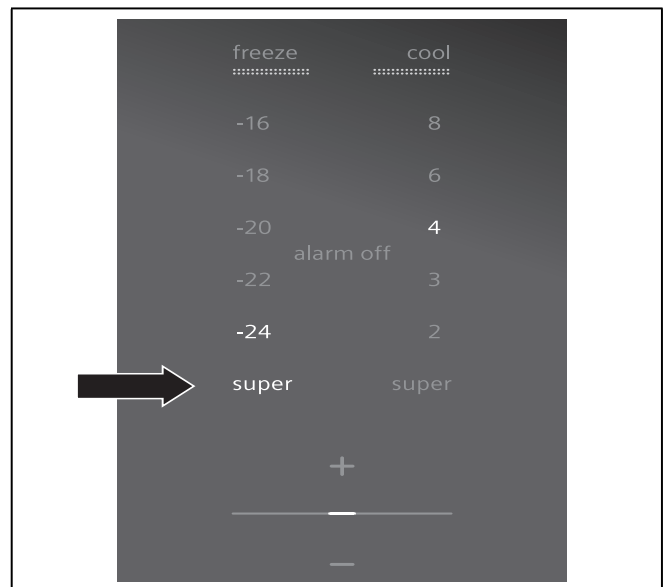 freeze cool
-16 8
-18 6
-20 4
alarm off
-22 3
-24 2
super super
+
–